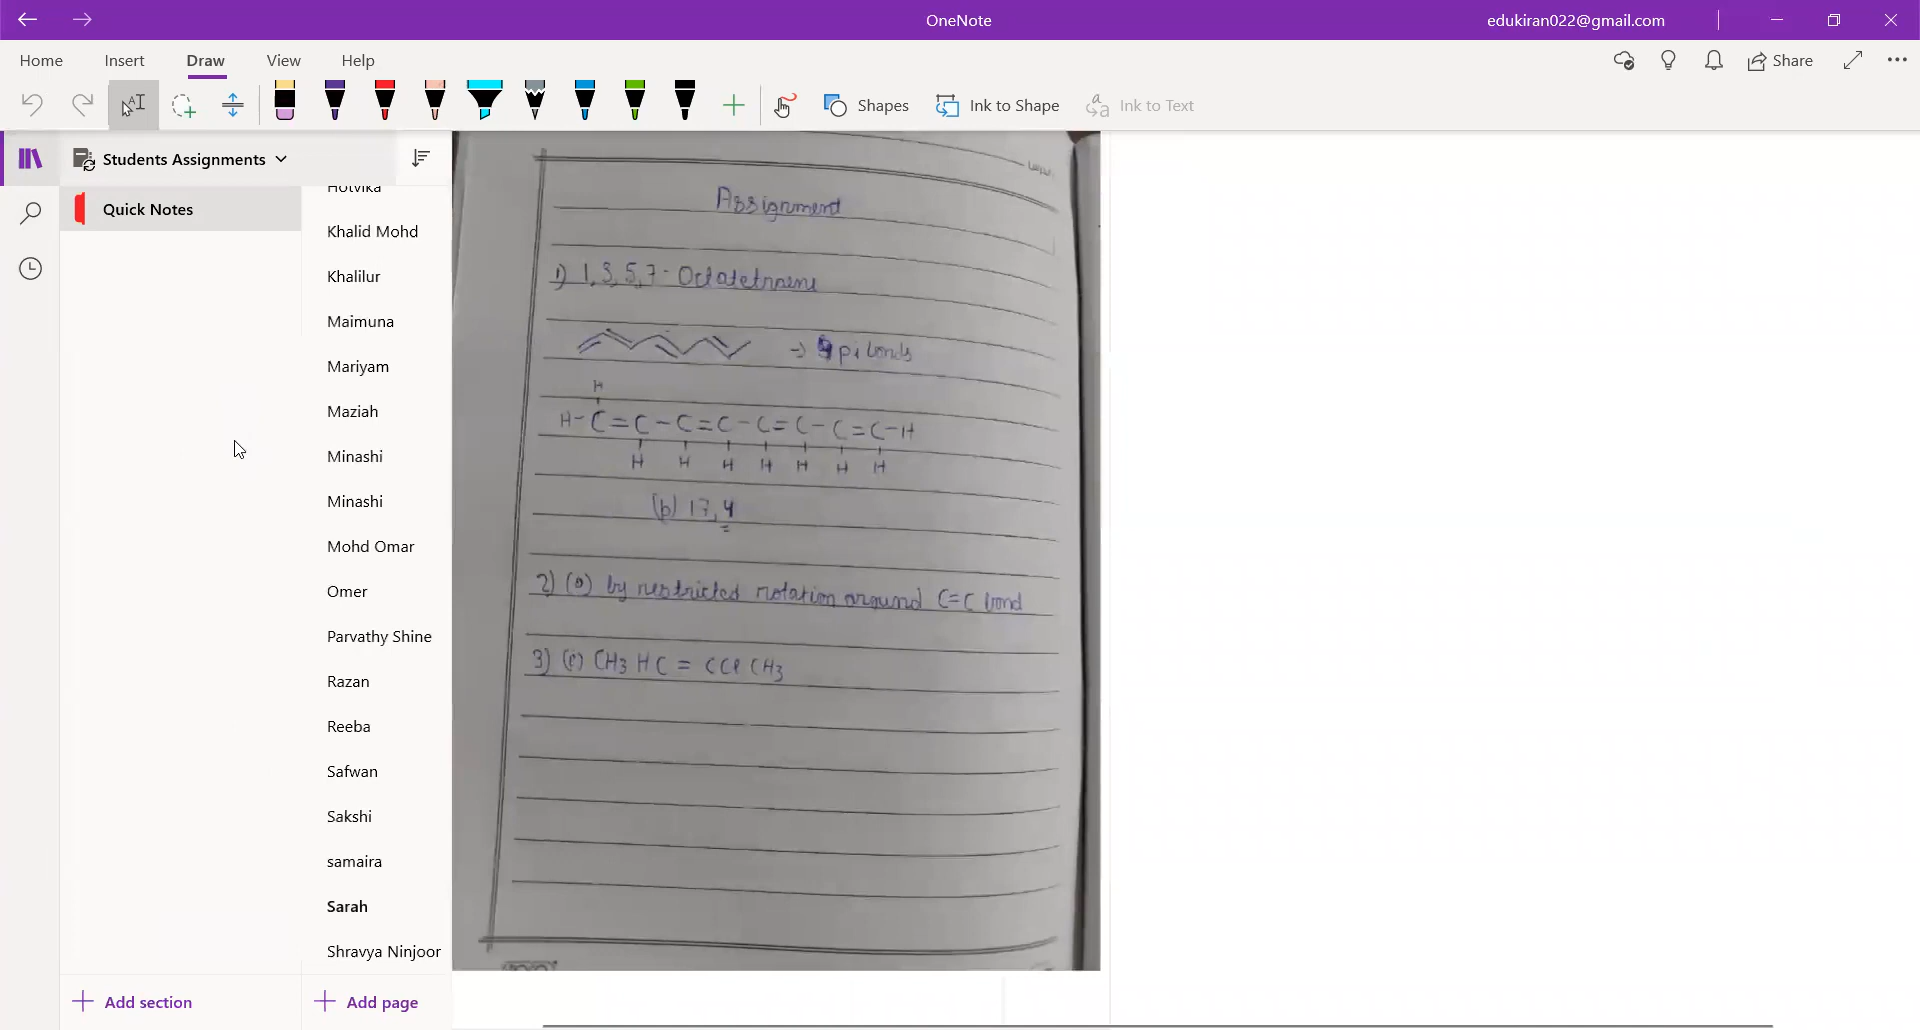 OneNote
edukiran022@gmail.com
Home Insert Draw View Help
Share
Shapes Ink to Shape Ink to Text
Students Assignments
Quick Notes
Hotvika
Khalid Mohd
Khalilur
Maimuna
Mariyam
Maziah
Minashi
Minashi
Mohd Omar
Omer
Parvathy Shine
Razan
Reeba
Safwan
Sakshi
samaira
Sarah
Shravya Ninjoor
Add section
Add page
Assignment
1) 1,3,5,7- Octatetraene
→ 4 pi bonds
H
H-C=C-C=C-C=C-C=C-H
H H H H H H H
(b) 17,4
2) (a) by restricted rotation around C=C bond
3) (c) CH3 HC = CCl CH3